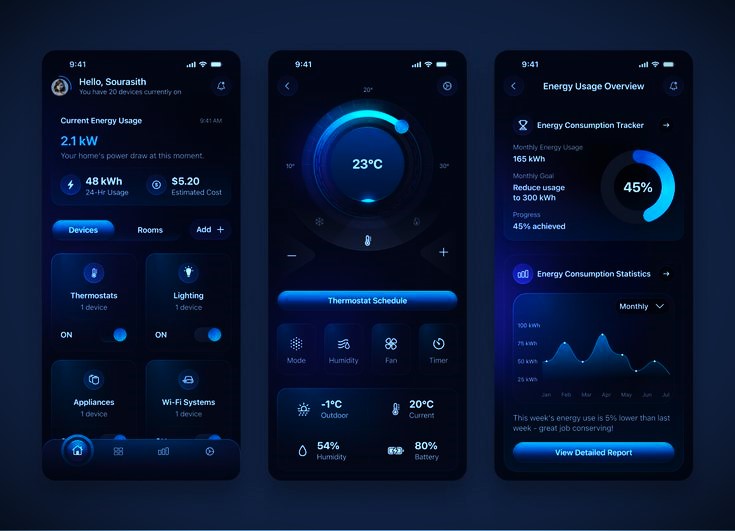 9:41
Hello, Sourasith
You have 20 devices currently on
Current Energy Usage
9:41 AM
2.1 kW
Your home's power draw at this moment.
48 kWh
24-Hr Usage
$5.20
Estimated Cost
Devices
Rooms
Add +
Thermostats
1 device
ON
Lighting
1 device
ON
Appliances
1 device
Wi-Fi Systems
1 device
9:41
20°
10°
23°C
30°
−
+
Thermostat Schedule
Mode
Humidity
Fan
Timer
-1°C
Outdoor
20°C
Current
54%
Humidity
80%
Battery
9:41
Energy Usage Overview
Energy Consumption Tracker
Monthly Energy Usage
165 kWh
Monthly Goal
Reduce usage
to 300 kWh
Progress
45% achieved
45%
Energy Consumption Statistics
Monthly
100 kWh
75 kWh
50 kWh
25 kWh
Jan Feb Mar Apr May Jun Jul
This week's energy use is 5% lower than last
week - great job conserving!
View Detailed Report